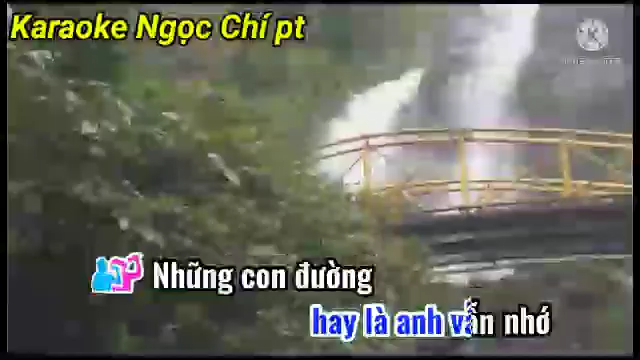 Karaoke Ngọc Chí pt
Những con đường
hay là anh vẫn nhớ